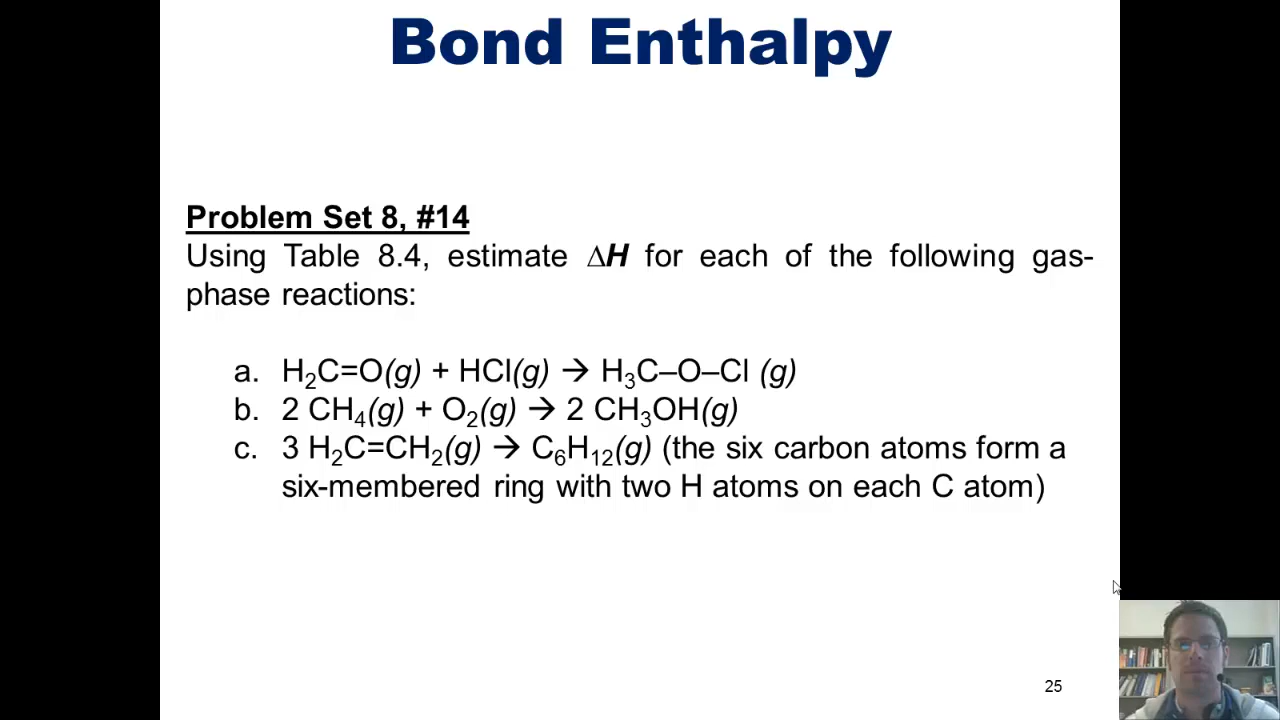 Bond Enthalpy
Problem Set 8, #14
Using Table 8.4, estimate ΔH for each of the following gas-
phase reactions:
a. H₂C=O(g) + HCl(g) → H₃C–O–Cl (g)
b. 2 CH₄(g) + O₂(g) → 2 CH₃OH(g)
c. 3 H₂C=CH₂(g) → C₆H₁₂(g) (the six carbon atoms form a
six-membered ring with two H atoms on each C atom)
25